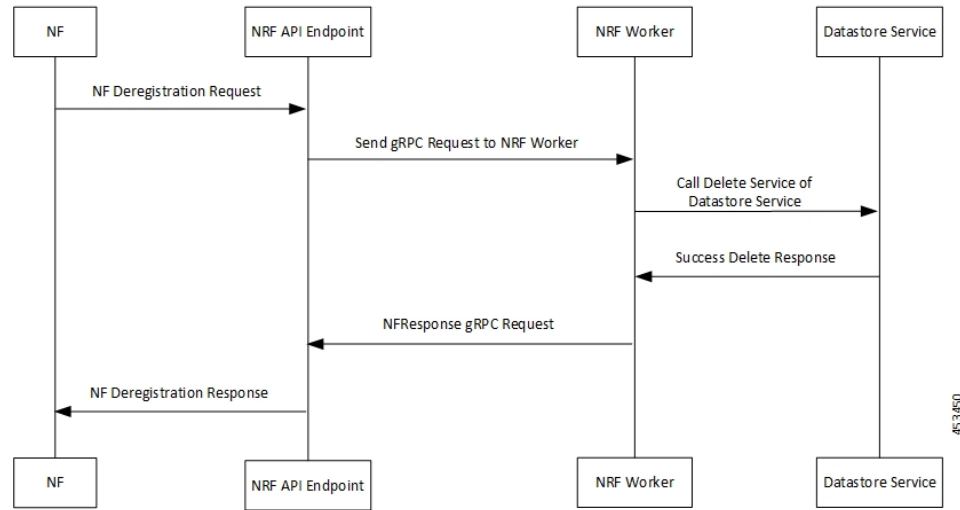 NF
NRF API Endpoint
NRF Worker
Datastore Service
NF Deregistration Request
Send gRPC Request to NRF Worker
Call Delete Service of
Datastore Service
Success Delete Response
NFResponse gRPC Request
NF Deregistration Response
453450
NF
NRF API Endpoint
NRF Worker
Datastore Service